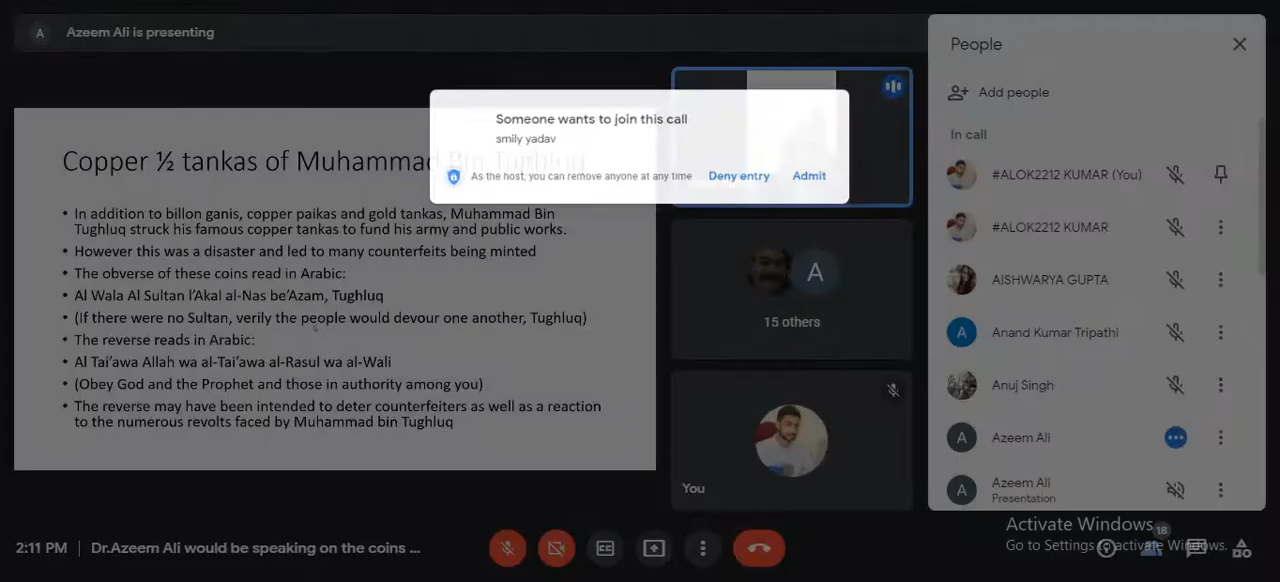 A Azeem Ali is presenting
Someone wants to join this call
smily yadav
As the host, you can remove anyone at any time Deny entry Admit
Copper ½ tankas of Muhammad Bin Tughluq
• In addition to billon ganis, copper paikas and gold tankas, Muhammad Bin
Tughluq struck his famous copper tankas to fund his army and public works.
• However this was a disaster and led to many counterfeits being minted
• The obverse of these coins read in Arabic:
• Al Wala Al Sultan l’Akal al-Nas be’Azam, Tughluq
• (If there were no Sultan, verily the people would devour one another, Tughluq)
• The reverse reads in Arabic:
• Al Tai’awa Allah wa al-Tai’awa al-Rasul wa al-Wali
• (Obey God and the Prophet and those in authority among you)
• The reverse may have been intended to deter counterfeiters as well as a reaction
to the numerous revolts faced by Muhammad bin Tughluq
A
15 others
You
People
Add people
In call
#ALOK2212 KUMAR (You)
#ALOK2212 KUMAR
AISHWARYA GUPTA
A Anand Kumar Tripathi
Anuj Singh
A Azeem Ali
A Azeem Ali
Presentation
2:11 PM | Dr.Azeem Ali would be speaking on the coins ...
CC
18
Activate Windows
Go to Settings to activate Windows.